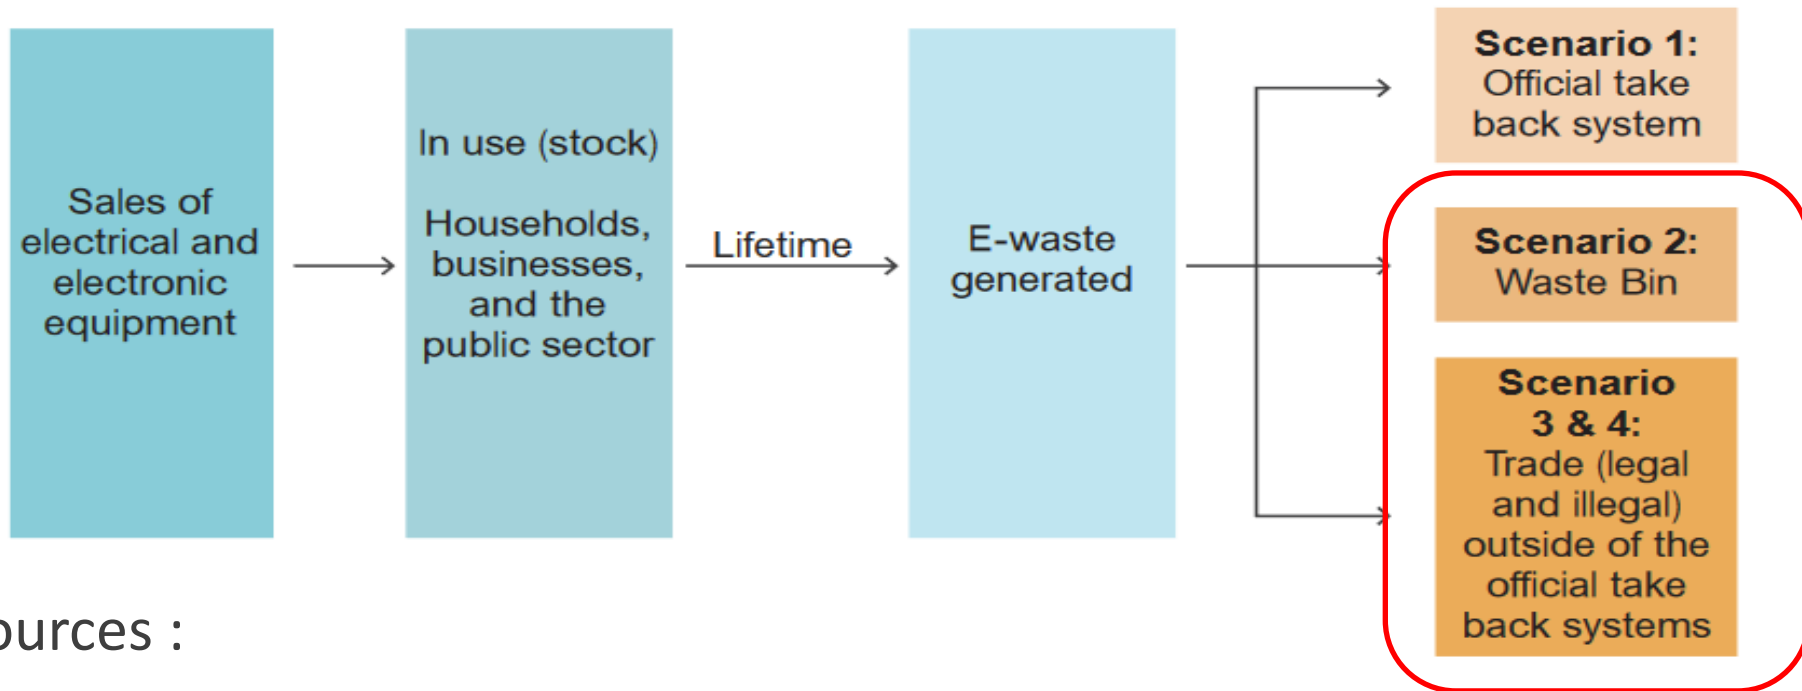 Sales of
electrical and
electronic
equipment
In use (stock)
Households,
businesses,
and the
public sector
Lifetime
E-waste
generated
Scenario 1:
Official take
back system
Scenario 2:
Waste Bin
Scenario
3 & 4:
Trade (legal
and illegal)
outside of the
official take
back systems
ources :